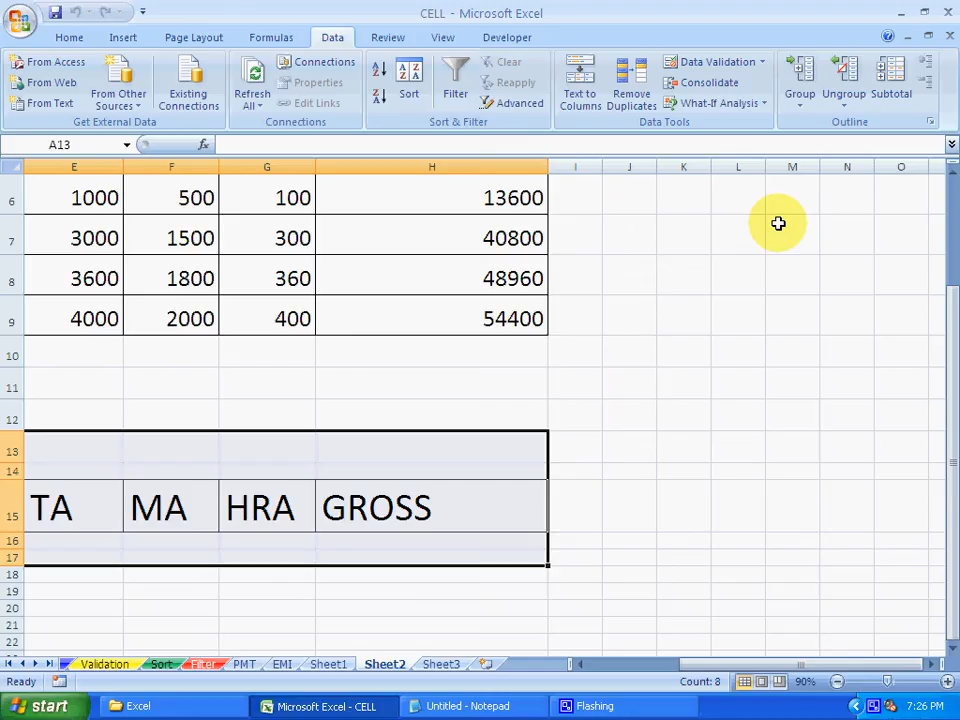 CELL - Microsoft Excel
Home Insert Page Layout Formulas Data Review View Developer
From Access
From Web
From Text
From Other Sources
Existing Connections
Get External Data
Refresh All
Connections
Properties
Edit Links
Connections
Sort
Filter
Clear
Reapply
Advanced
Sort & Filter
Text to Columns
Remove Duplicates
Data Validation
Consolidate
What-If Analysis
Data Tools
Group
Ungroup
Subtotal
Outline
A13 fx
E F G H I J K L M N O
6 1000 500 100 13600
7 3000 1500 300 40800
8 3600 1800 360 48960
9 4000 2000 400 54400
10
11
12
13
14
15 TA MA HRA GROSS
16
17
18
19
20
21
22
Validation Sort Filter PMT EMI Sheet1 Sheet2 Sheet3
Ready Count: 8 90%
start Excel Microsoft Excel - CELL Untitled - Notepad Flashing 7:26 PM